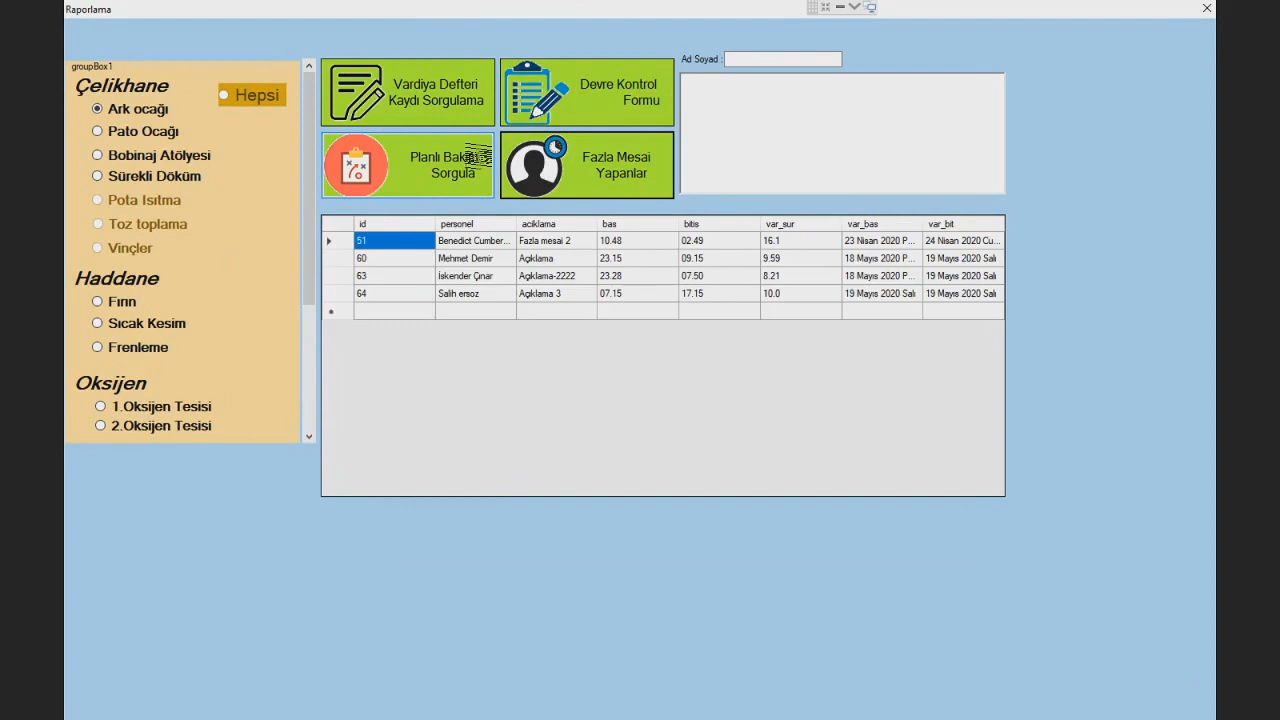 Raporlama
groupBox1
Çelikhane
Hepsi
Ark ocağı
Pato Ocağı
Bobinaj Atölyesi
Sürekli Döküm
Pota Isıtma
Toz toplama
Vinçler
Haddane
Fırın
Sıcak Kesim
Frenleme
Oksijen
1.Oksijen Tesisi
2.Oksijen Tesisi
Vardiya Defteri
Kaydı Sorgulama
Devre Kontrol
Formu
Planlı
Sorgula
Fazla Mesai
Yapanlar
Ad Soyad :
id personel aciklama bas bitis var_sur var_bas var_bit
51 Benedict Cumber... Fazla mesai 2 10.48 02.49 16.1 23 Nisan 2020 P... 24 Nisan 2020 Cu...
60 Mehmet Demir Açıklama 23.15 09.15 9.59 18 Mayıs 2020 P... 19 Mayıs 2020 Salı
63 İskender Çınar Açıklama-2222 23.28 07.50 8.21 18 Mayıs 2020 P... 19 Mayıs 2020 Salı
64 Salih ersoz Açıklama 3 07.15 17.15 10.0 19 Mayıs 2020 Salı 19 Mayıs 2020 Salı